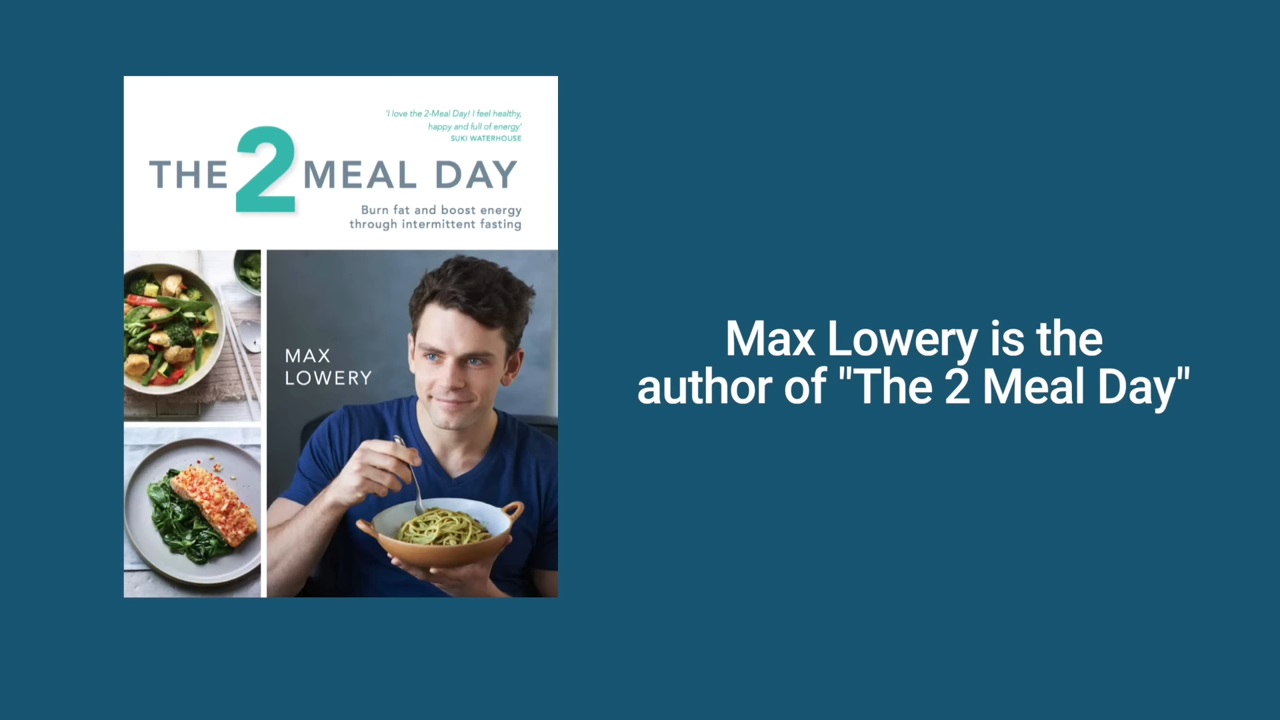 'I love the 2-Meal Day! I feel healthy,
happy and full of energy'
SUKI WATERHOUSE
THE 2 MEAL DAY
Burn fat and boost energy
through intermittent fasting
MAX
LOWERY
Max Lowery is the
author of "The 2 Meal Day"